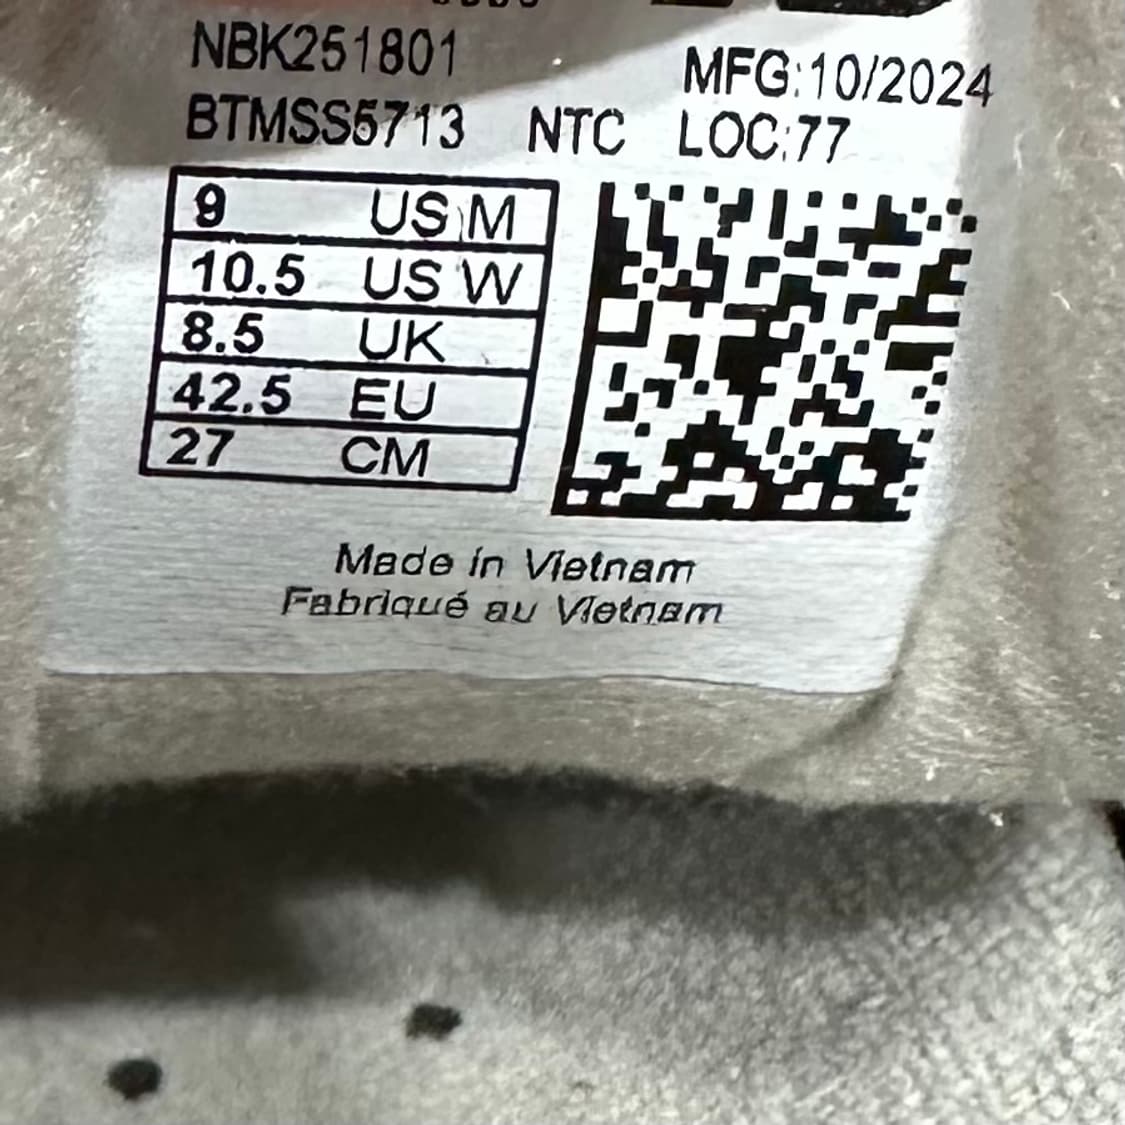 NBK251801
MFG:10/2024
BTMSS5713 NTC LOC:77
9 US M
10.5 US W
8.5 UK
42.5 EU
27 CM
Made in Vietnam
Fabriqué au Vietnam